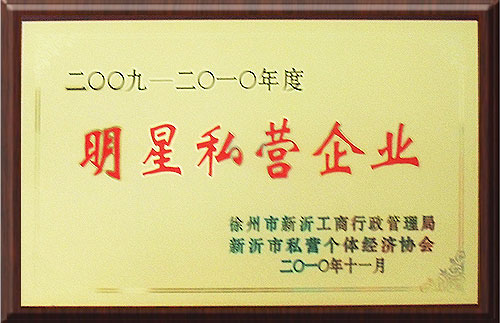 二〇〇九—二〇一〇年度
明星私营企业
徐州市新沂工商行政管理局
新沂市私营个体经济协会
二〇一〇年十一月